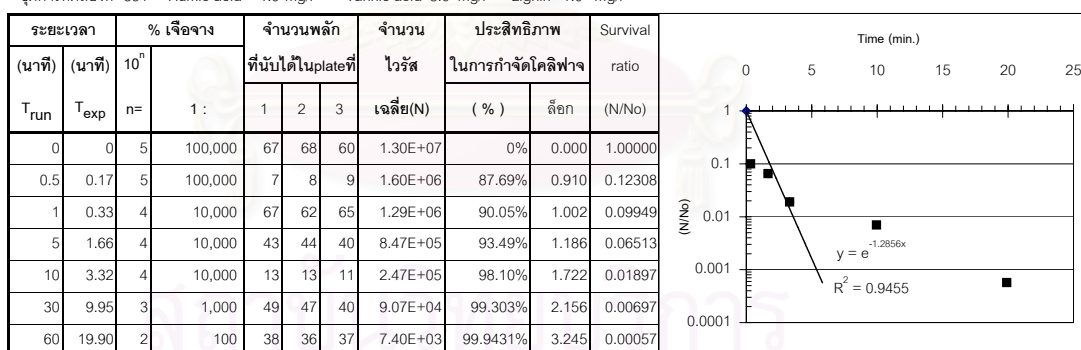 ระยะเวลา % เจือจาง จำนวนพลัก จำนวน ประสิทธิภาพ Survival
(นาที) (นาที) 10^n ที่นับได้ในplateที่ ไวรัส ในการกำจัดโคลิฟาจ ratio
T run T exp n= 1 : 1 2 3 เฉลี่ย(N) ( % ) ล็อก (N/No)
0 0 5 100,000 67 68 60 1.30E+07 0% 0.000 1.00000
0.5 0.17 5 100,000 7 8 9 1.60E+06 87.69% 0.910 0.12308
1 0.33 4 10,000 67 62 65 1.29E+06 90.05% 1.002 0.09949
5 1.66 4 10,000 43 44 40 8.47E+05 93.49% 1.186 0.06513
10 3.32 4 10,000 13 13 11 2.47E+05 98.10% 1.722 0.01897
30 9.95 3 1,000 49 47 40 9.07E+04 99.303% 2.156 0.00697
60 19.90 2 100 38 36 37 7.40E+03 99.9431% 3.245 0.00057
Time (min.)
0 5 10 15 20 25
1
0.1
0.01
0.001
0.0001
(N/No)
y = e^-1.2856x
R^2 = 0.9455